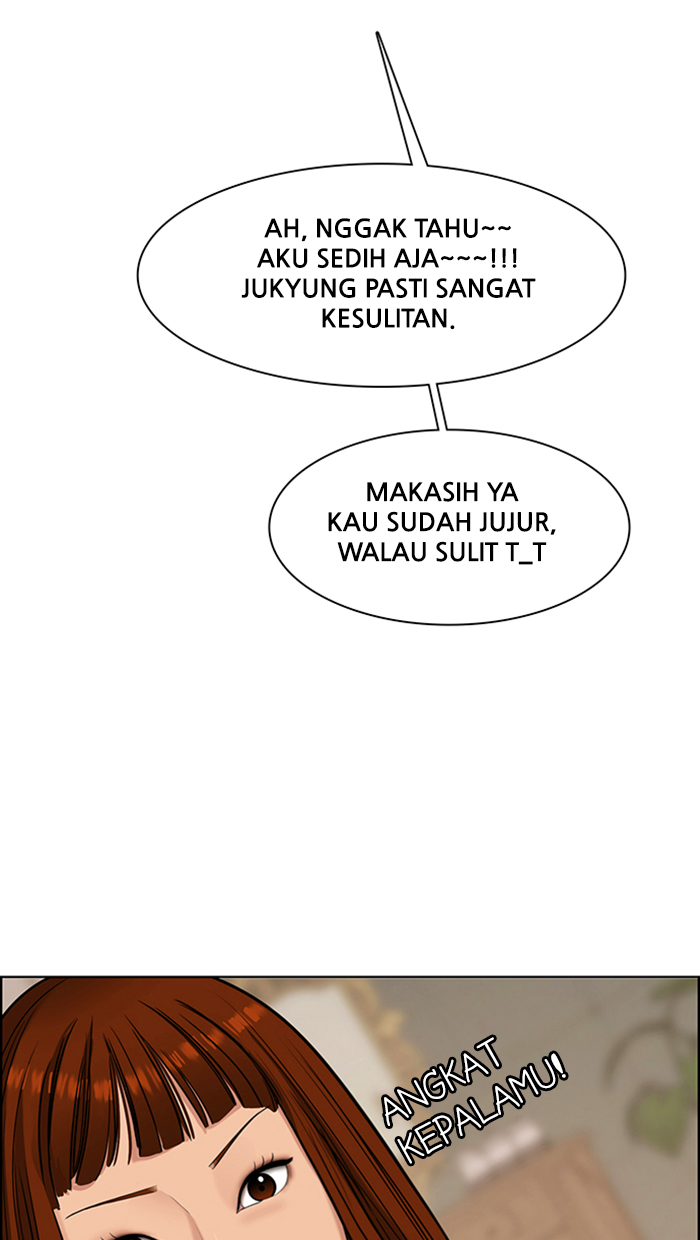 AH, NGGAK TAHU~~
AKU SEDIH AJA~~~!!!
JUKYUNG PASTI SANGAT
KESULITAN.
MAKASIH YA
KAU SUDAH JUJUR,
WALAU SULIT T_T
ANGKAT
KEPALAMU!